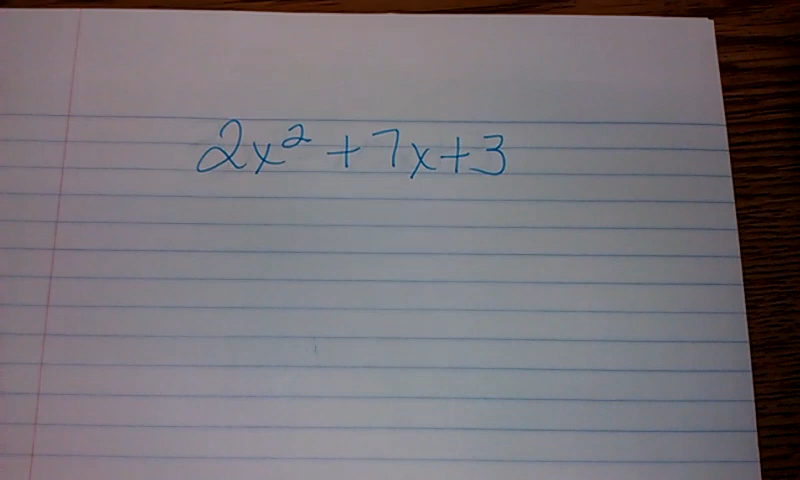 2x² + 7x + 3